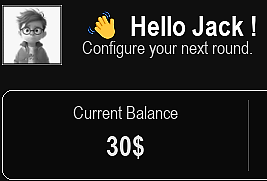 👋 Hello Jack !
Configure your next round.
Current Balance
30$